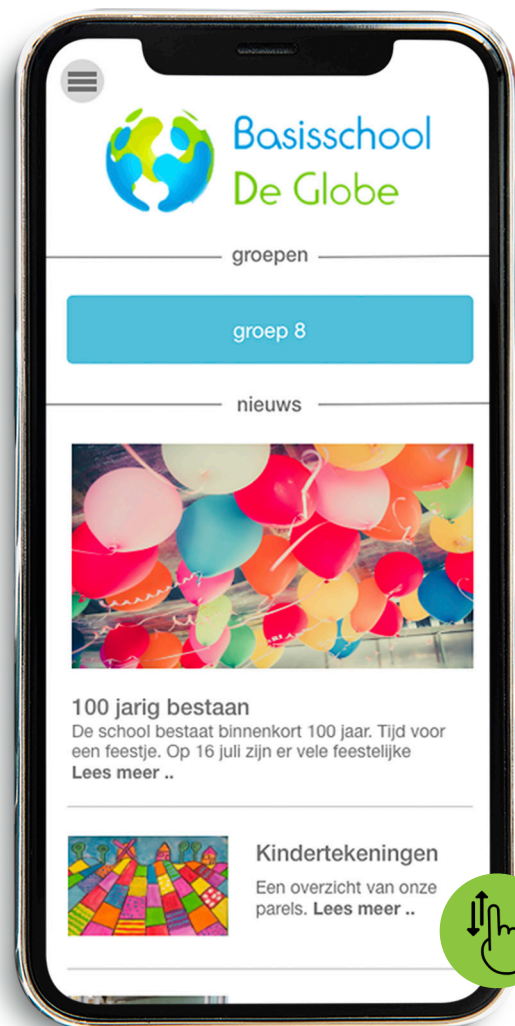 Basisschool
De Globe
groepen
groep 8
nieuws
100 jarig bestaan
De school bestaat binnenkort 100 jaar. Tijd voor
een feestje. Op 16 juli zijn er vele feestelijke
Lees meer ..
Kindertekeningen
Een overzicht van onze
parels. Lees meer ..